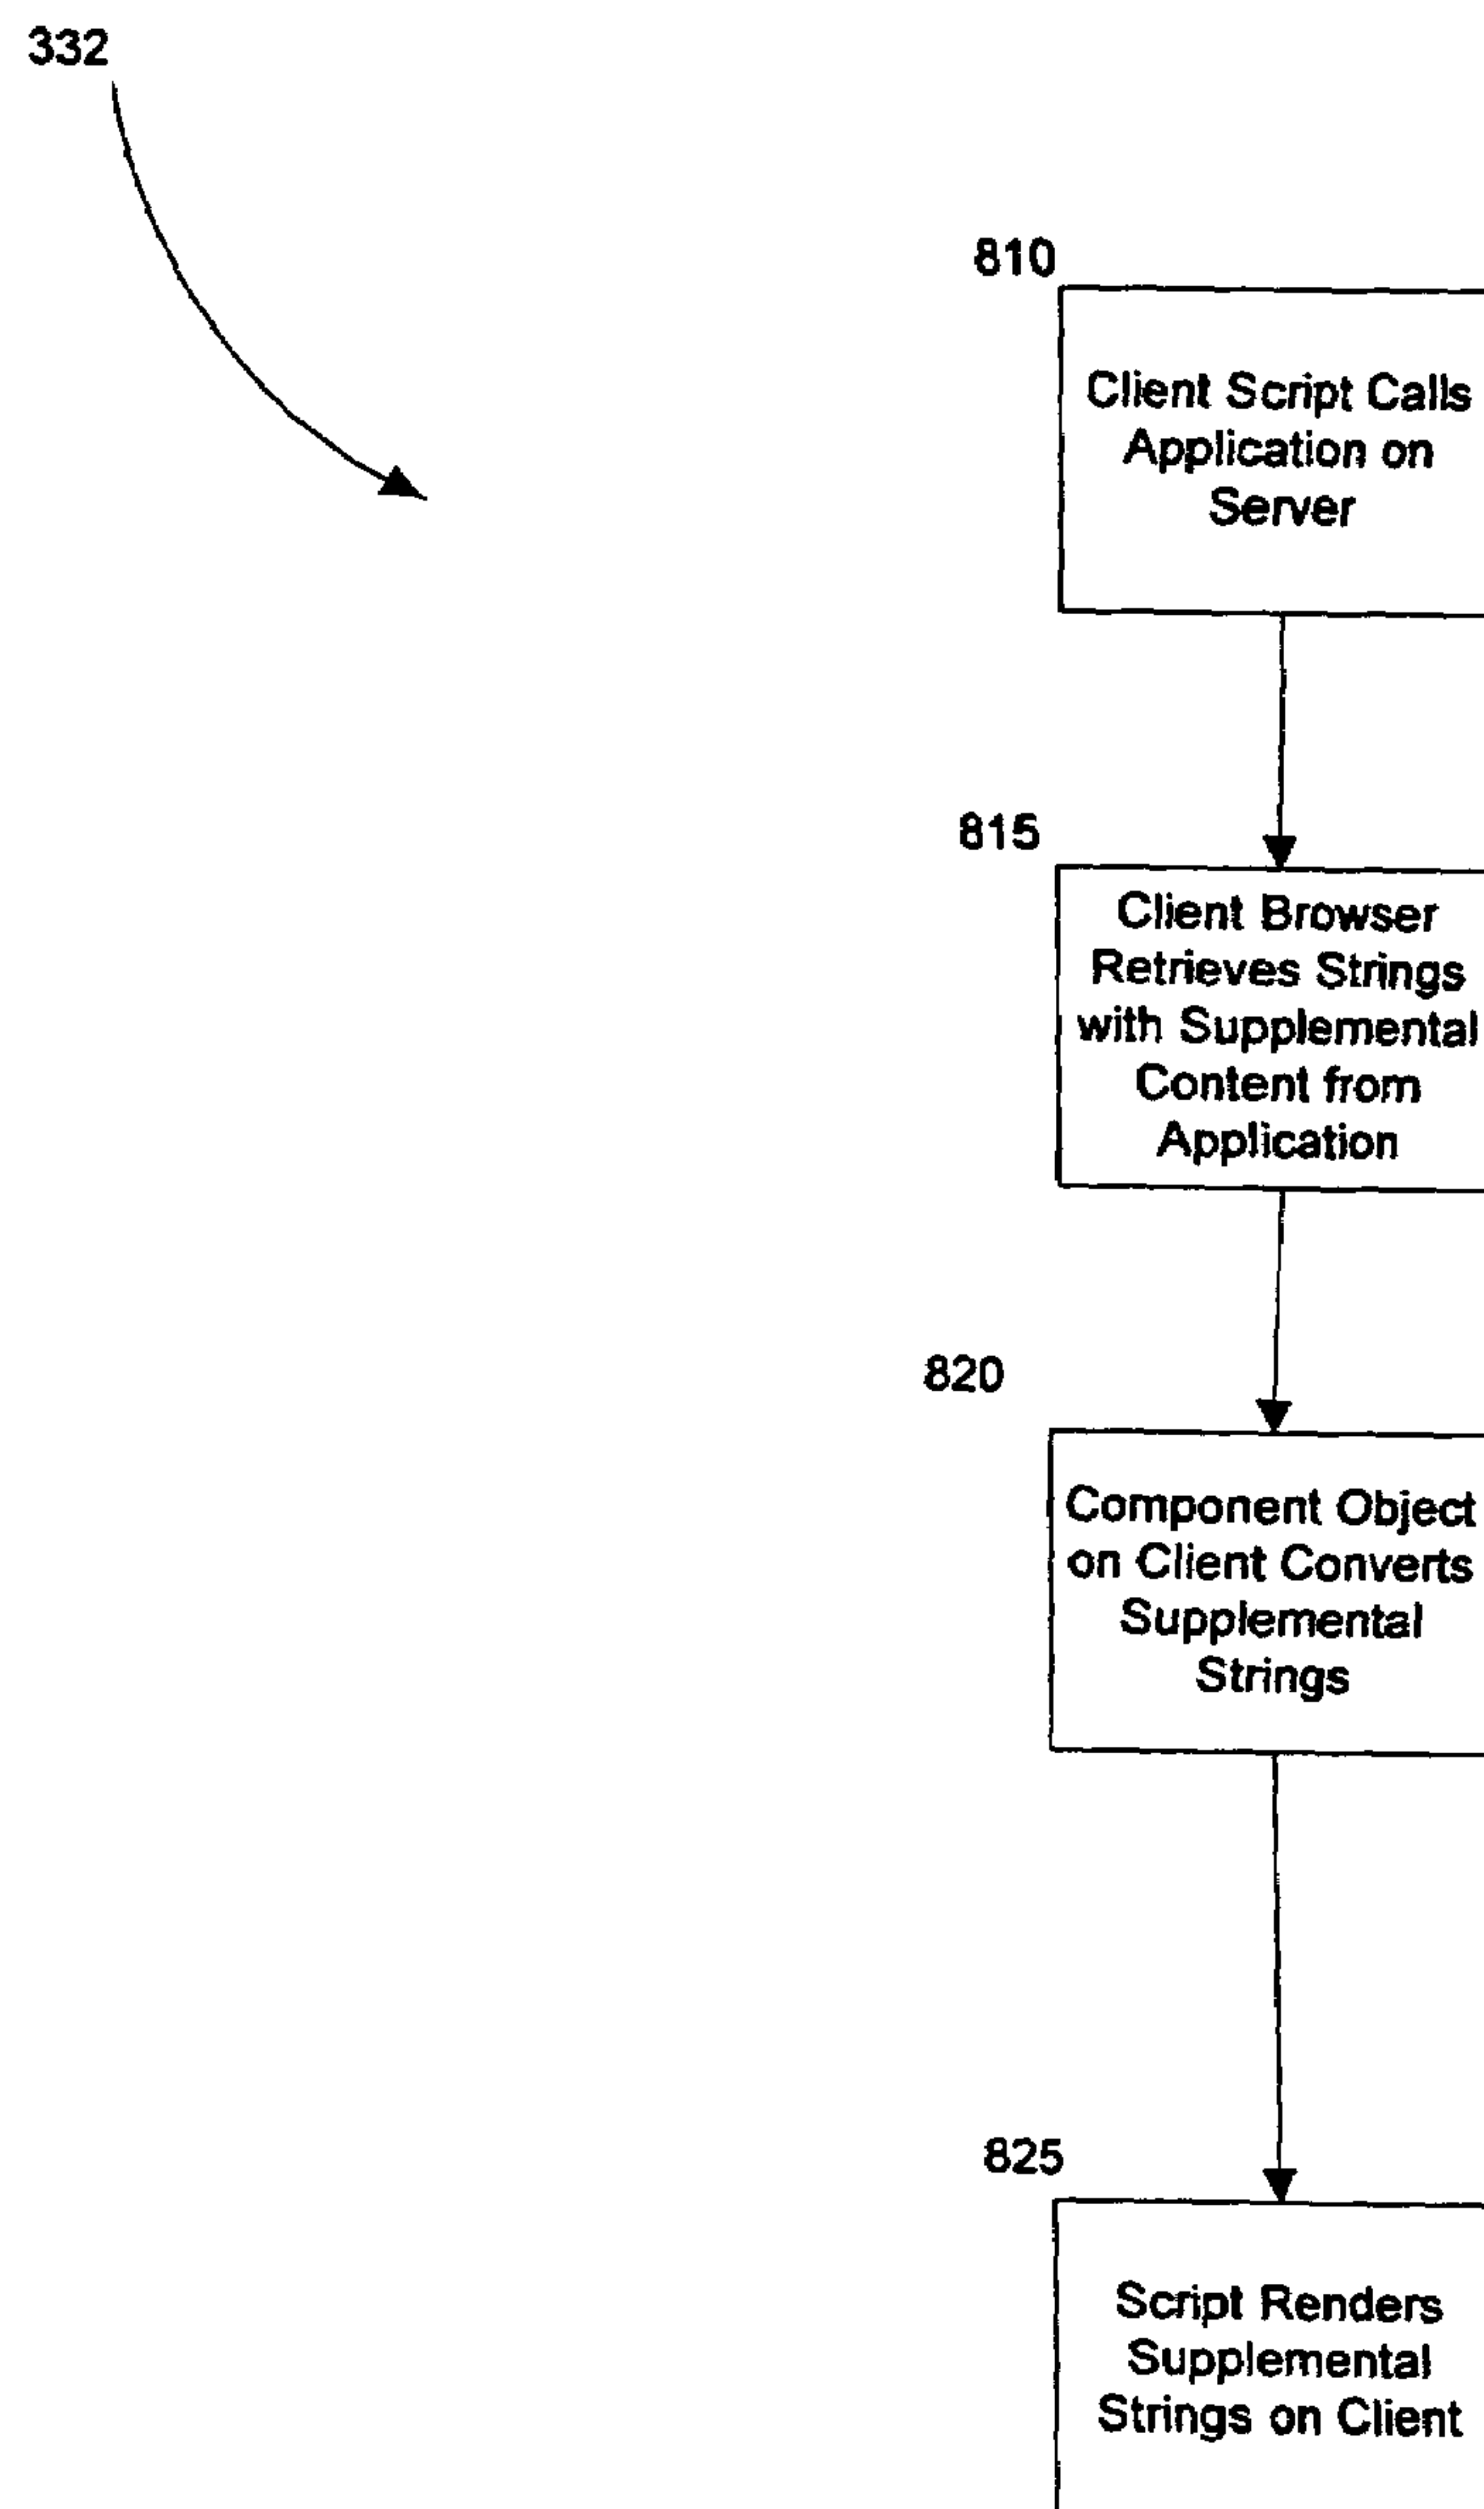 332
810
Client Script Calls
Application on
Server
815
Client Browser
Retrieves Strings
with Supplemental
Content from
Application
820
Component Object
on Client Converts
Supplemental
Strings
825
Script Renders
Supplemental
Strings on Client